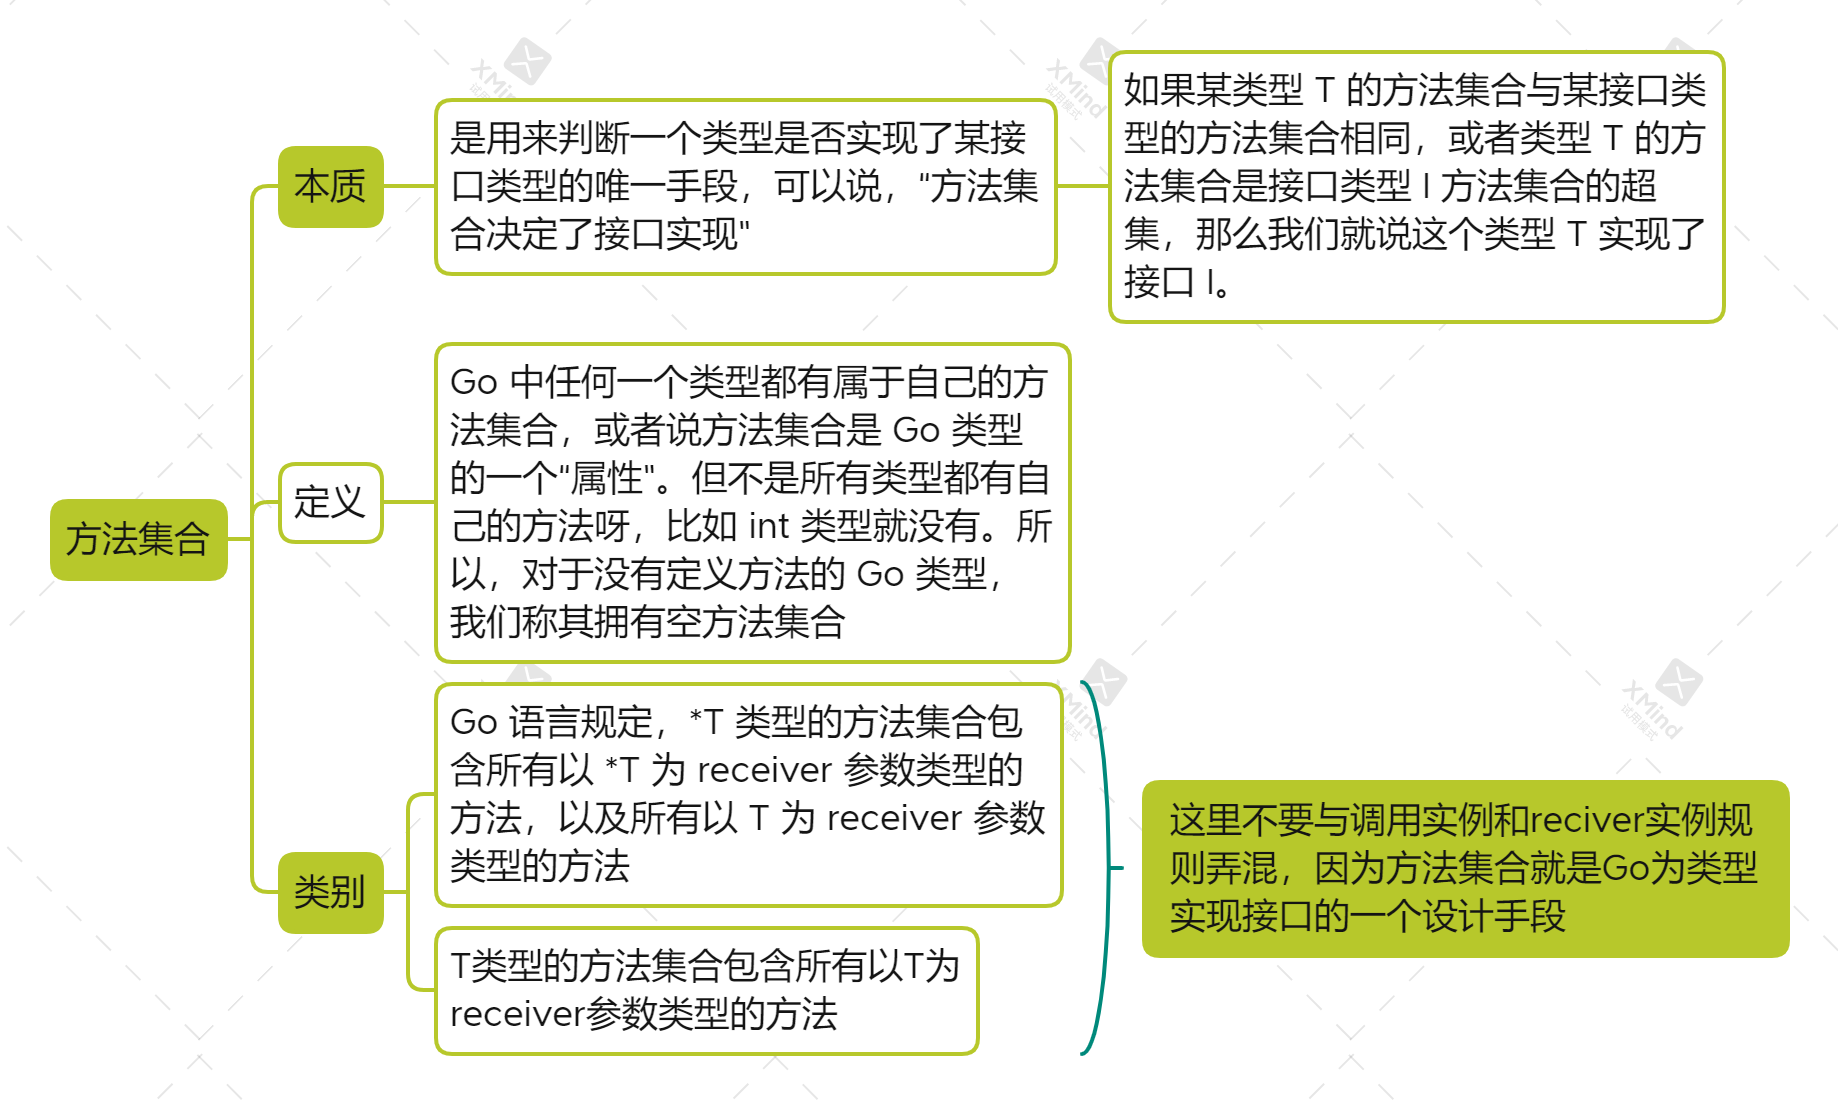 方法集合
本质
是用来判断一个类型是否实现了某接
口类型的唯一手段，可以说，“方法集
合决定了接口实现”
如果某类型 T 的方法集合与某接口类
型的方法集合相同，或者类型 T 的方
法集合是接口类型 I 方法集合的超
集，那么我们就说这个类型 T 实现了
接口 I。
定义
Go 中任何一个类型都有属于自己的方
法集合，或者说方法集合是 Go 类型
的一个“属性”。但不是所有类型都有自
己的方法呀，比如 int 类型就没有。所
以，对于没有定义方法的 Go 类型，
我们称其拥有空方法集合
类别
Go 语言规定，*T 类型的方法集合包
含所有以 *T 为 receiver 参数类型的
方法，以及所有以 T 为 receiver 参数
类型的方法
T类型的方法集合包含所有以T为
receiver参数类型的方法
这里不要与调用实例和reciver实例规
则弄混，因为方法集合就是Go为类型
实现接口的一个设计手段
XMind
试用模式